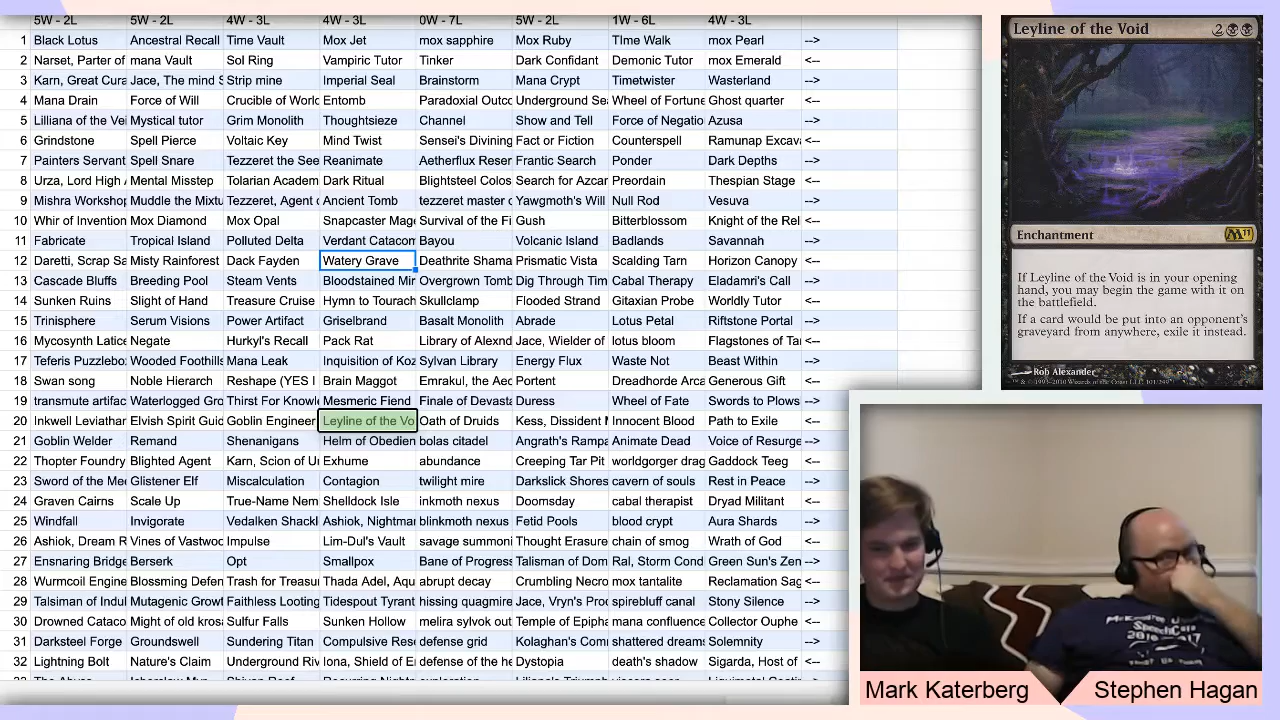 5W - 2L 5W - 2L 4W - 3L 4W - 3L 0W - 7L 5W - 2L 1W - 6L 4W - 3L
1 Black Lotus Ancestral Recall Time Vault Mox Jet mox sapphire Mox Ruby TIme Walk mox Pearl -->
2 Narset, Parter of mana Vault Sol Ring Vampiric Tutor Tinker Dark Confidant Demonic Tutor mox Emerald <--
3 Karn, Great Cura Jace, The mind S Strip mine Imperial Seal Brainstorm Mana Crypt Timetwister Wasterland -->
4 Mana Drain Force of Will Crucible of World Entomb Paradoxial Outco Underground Se Wheel of Fortune Ghost quarter <--
5 Lilliana of the Vei Mystical tutor Grim Monolith Thoughtsieze Channel Show and Tell Force of Negatio Azusa -->
6 Grindstone Spell Pierce Voltaic Key Mind Twist Sensei's Divining Fact or Fiction Counterspell Ramunap Excava <--
7 Painters Servant Spell Snare Tezzeret the See Reanimate Aetherflux Reser Frantic Search Ponder Dark Depths -->
8 Urza, Lord High Mental Misstep Tolarian Academ Dark Ritual Blightsteel Colos Search for Azcar Preordain Thespian Stage <--
9 Mishra Workshop Muddle the Mixtu Tezzeret, Agent o Ancient Tomb tezzeret master o Yawgmoth's Will Null Rod Vesuva -->
10 Whir of Invention Mox Diamond Mox Opal Snapcaster Mage Survival of the Fi Gush Bitterblossom Knight of the Rel <--
11 Fabricate Tropical Island Polluted Delta Verdant Catacom Bayou Volcanic Island Badlands Savannah -->
12 Daretti, Scrap Sa Misty Rainforest Dack Fayden Watery Grave Deathrite Shama Prismatic Vista Scalding Tarn Horizon Canopy <--
13 Cascade Bluffs Breeding Pool Steam Vents Bloodstained Mir Overgrown Tomb Dig Through Tim Cabal Therapy Eladamri's Call -->
14 Sunken Ruins Slight of Hand Treasure Cruise Hymn to Tourach Skullclamp Flooded Strand Gitaxian Probe Worldly Tutor <--
15 Trinisphere Serum Visions Power Artifact Griselbrand Basalt Monolith Abrade Lotus Petal Riftstone Portal -->
16 Mycosynth Lattic Negate Hurkyl's Recall Pack Rat Library of Alexnd Jace, Wielder of lotus bloom Flagstones of Tr <--
17 Teferis Puzzlebo Wooded Foothills Mana Leak Inquisition of Koz Sylvan Library Energy Flux Waste Not Beast Within -->
18 Swan song Noble Hierarch Reshape (YES I Brain Maggot Emrakul, the Aec Portent Dreadhorde Arca Generous Gift <--
19 transmute artifac Waterlogged Gro Thirst For Knowle Mesmeric Fiend Finale of Devasta Duress Wheel of Fate Swords to Plows -->
20 Inkwell Leviathan Elvish Spirit Guid Goblin Engineer Leyline of the Vo Oath of Druids Kess, Dissident M Innocent Blood Path to Exile <--
21 Goblin Welder Remand Shenanigans Helm of Obedien bolas citadel Angrath's Rampa Animate Dead Voice of Resurge -->
22 Thopter Foundry Blighted Agent Karn, Scion of Ur Exhume abundance Creeping Tar Pit worldgorger drag Gaddock Teeg <--
23 Sword of the Mee Glistener Elf Miscalculation Contagion twilight mire Darkslick Shores cavern of souls Rest in Peace -->
24 Graven Cairns Scale Up True-Name Nem Shelldock Isle inkmoth nexus Doomsday cabal therapist Dryad Militant <--
25 Windfall Invigorate Vedalken Shackl Ashiok, Nightmar blinkmoth nexus Fetid Pools blood crypt Aura Shards -->
26 Ashiok, Dream R Vines of Vastwoo Impulse Lim-Dul's Vault savage summoni Thought Erasure chain of smog Wrath of God <--
27 Ensnaring Bridge Berserk Opt Smallpox Bane of Progress Talisman of Dom Ral, Storm Cond Green Sun's Zen -->
28 Wurmcoil Engine Blossming Defen Trash for Treasur Thada Adel, Aqu abrupt decay Crumbling Necro mox tantalite Reclamation Sag <--
29 Talsiman of Indul Mutagenic Growt Faithless Looting Tidespout Tyrant hissing quagmire Jace, Vryn's Proc spirebluff canal Stony Silence -->
30 Drowned Cataco Might of old krosa Sulfur Falls Sunken Hollow melira syvok out Temple of Epipha mana confluence Collector Ouphe <--
31 Darksteel Forge Groundswell Sundering Titan Compulsive Rese defense grid Kolaghan's Com shattered dreams Solemnity -->
32 Lightning Bolt Nature's Claim Underground Riv Iona, Shield of E defense of the he Dystopia death's shadow Sigarda, Host of <--
Leyline of the Void 2
Enchantment M11
If Leyline of the Void is in your opening
hand, you may begin the game with it on
the battlefield.
If a card would be put into an opponent's
graveyard from anywhere, exile it instead.
Rob Alexander
Mark Katerberg Stephen Hagan